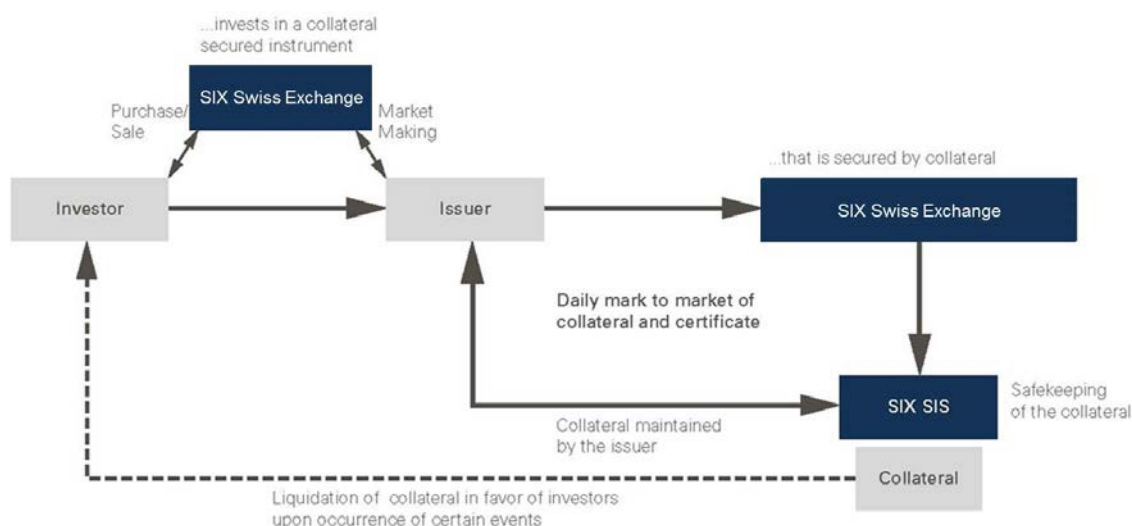 ...invests in a collateral
secured instrument
SIX Swiss Exchange
Purchase/
Sale
Market
Making
...that is secured by collateral
Investor
Issuer
SIX Swiss Exchange
Daily mark to market of
collateral and certificate
SIX SIS
Safekeeping
of the collateral
Collateral maintained
by the issuer
Collateral
Liquidation of collateral in favor of investors
upon occurrence of certain events